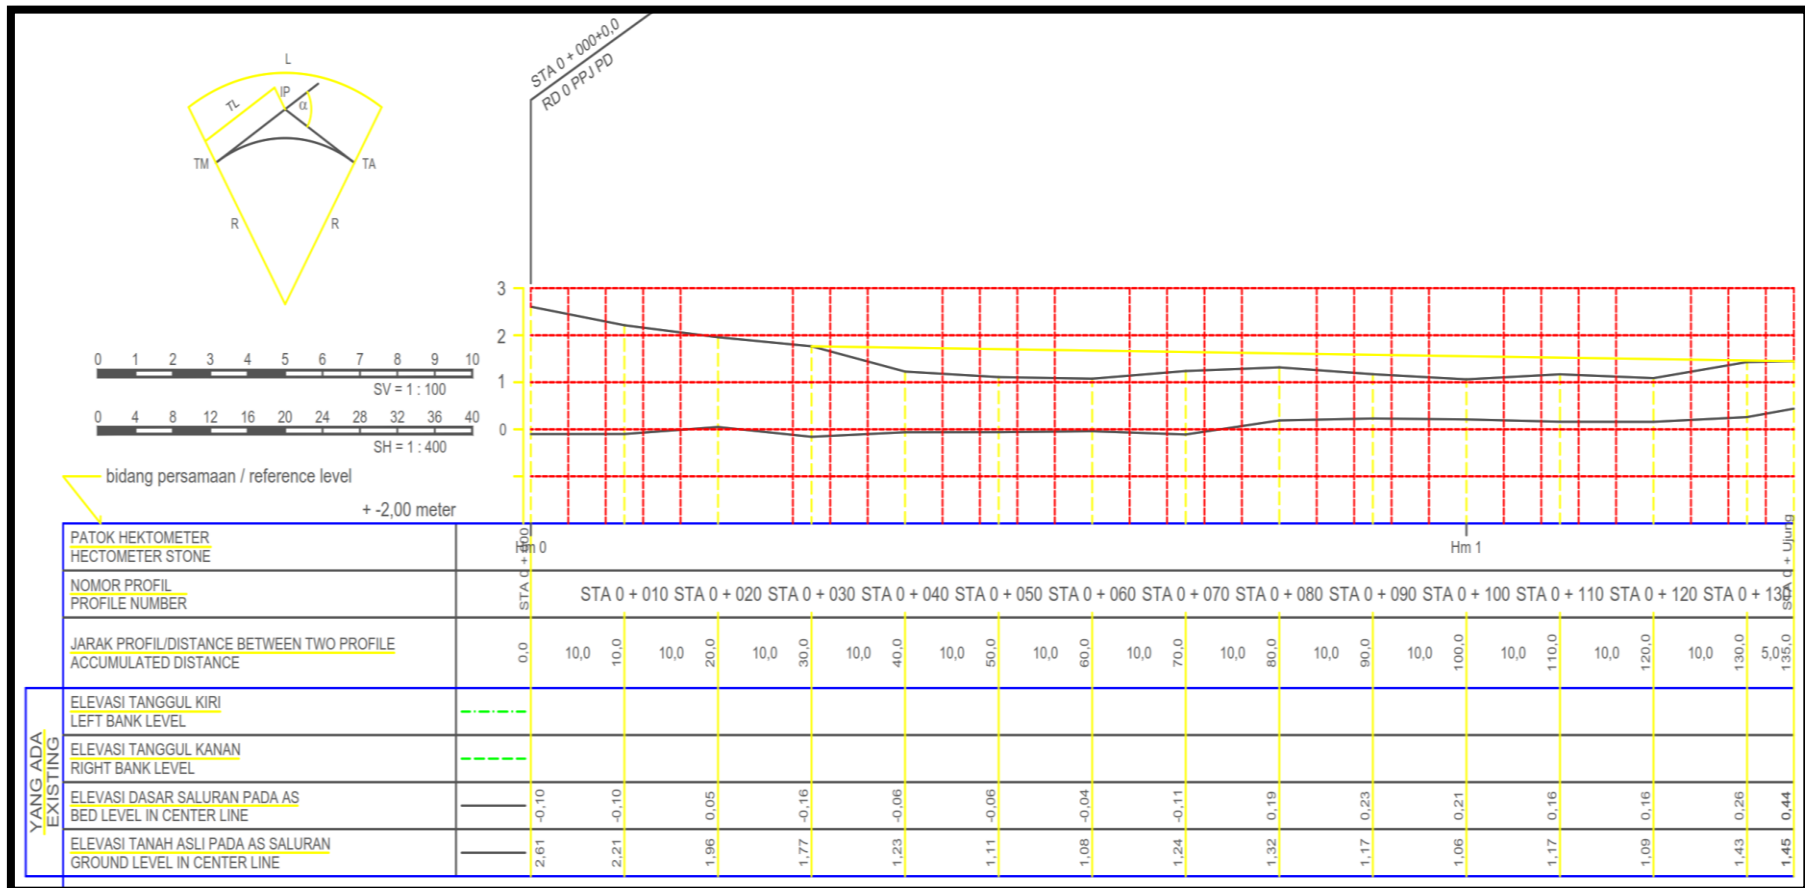 STA 0 + 000+0,0
RD 0 PPJ PD
L
IP
TL
α
TM
TA
R
R
3
2
1
0
0 1 2 3 4 5 6 7 8 9 10
SV = 1 : 100
0 4 8 12 16 20 24 28 32 36 40
SH = 1 : 400
bidang persamaan / reference level
+ -2,00 meter
PATOK HEKTOMETER
HECTOMETER STONE
Hm 0
Hm 1
NOMOR PROFIL
PROFILE NUMBER
STA 0 + 000
STA 0 + 010 STA 0 + 020 STA 0 + 030 STA 0 + 040 STA 0 + 050 STA 0 + 060 STA 0 + 070 STA 0 + 080 STA 0 + 090 STA 0 + 100 STA 0 + 110 STA 0 + 120 STA 0 + 130
STA 0 + Ujung
JARAK PROFIL/DISTANCE BETWEEN TWO PROFILE
ACCUMULATED DISTANCE
0,0 10,0 10,0 10,0 20,0 10,0 30,0 10,0 40,0 10,0 50,0 10,0 60,0 10,0 70,0 10,0 80,0 10,0 90,0 10,0 100,0 10,0 110,0 10,0 120,0 10,0 130,0 5,0 135,0
YANG ADA
EXISTING
ELEVASI TANGGUL KIRI
LEFT BANK LEVEL
ELEVASI TANGGUL KANAN
RIGHT BANK LEVEL
ELEVASI DASAR SALURAN PADA AS
BED LEVEL IN CENTER LINE
-0,10 -0,10 0,05 -0,16 -0,06 -0,06 -0,04 -0,11 0,19 0,23 0,21 0,16 0,16 0,26 0,44
ELEVASI TANAH ASLI PADA AS SALURAN
GROUND LEVEL IN CENTER LINE
2,61 2,21 1,96 1,77 1,23 1,11 1,08 1,24 1,32 1,17 1,06 1,17 1,09 1,43 1,45